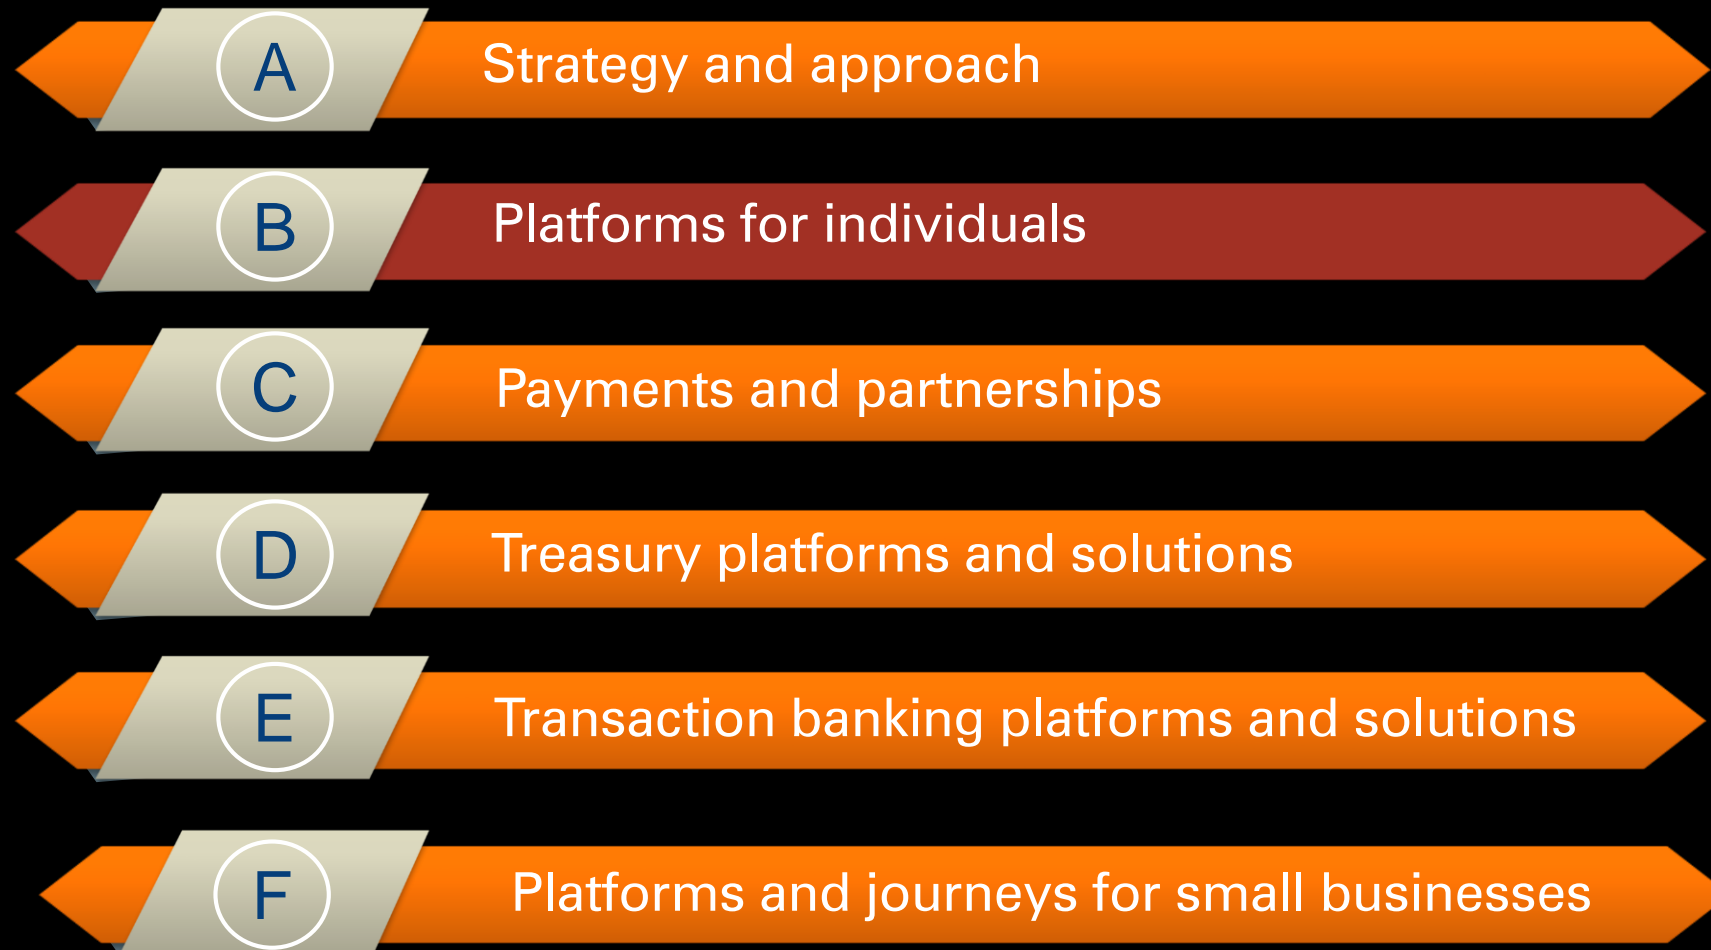 A Strategy and approach
B Platforms for individuals
C Payments and partnerships
D Treasury platforms and solutions
E Transaction banking platforms and solutions
F Platforms and journeys for small businesses